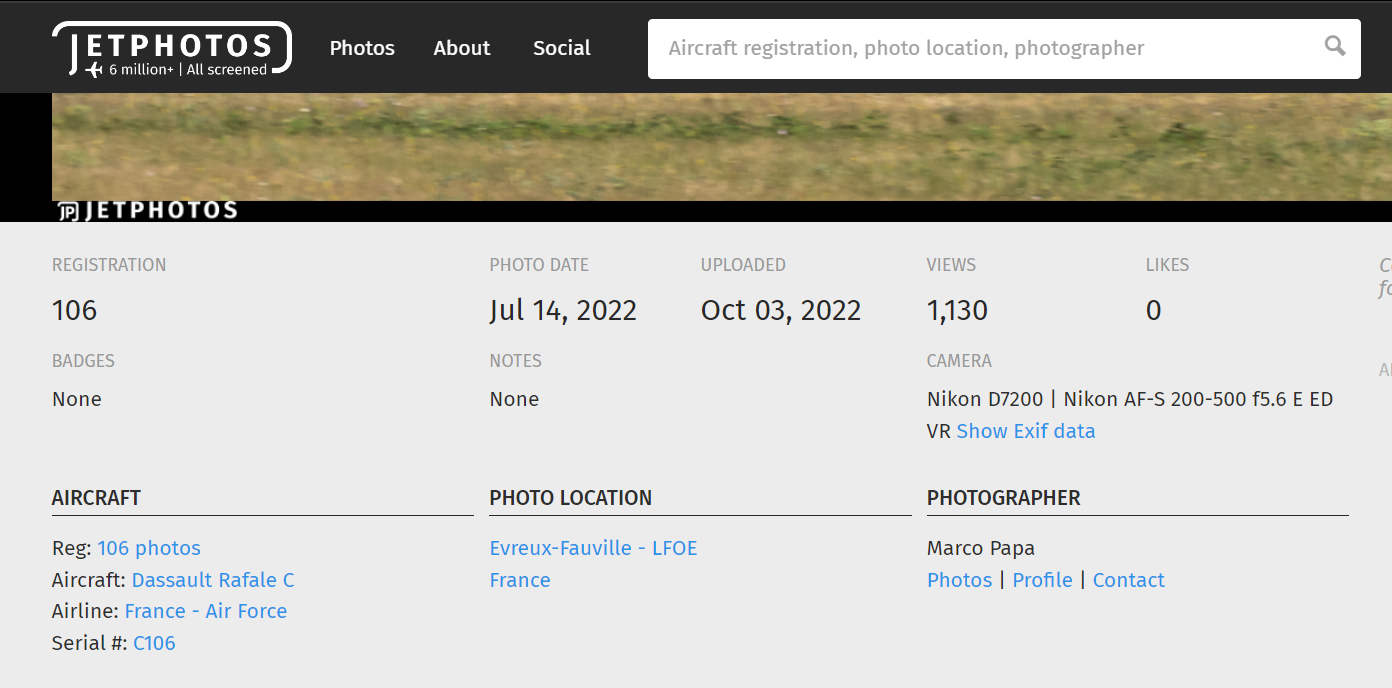 JETPHOTOS
6 million+ | All screened
Photos About Social
Aircraft registration, photo location, photographer
JP JETPHOTOS
REGISTRATION PHOTO DATE UPLOADED VIEWS LIKES
106 Jul 14, 2022 Oct 03, 2022 1,130 0
BADGES NOTES CAMERA
None None Nikon D7200 | Nikon AF-S 200-500 f5.6 E ED
VR Show Exif data
AIRCRAFT PHOTO LOCATION PHOTOGRAPHER
Reg: 106 photos Evreux-Fauville - LFOE Marco Papa
Aircraft: Dassault Rafale C France Photos | Profile | Contact
Airline: France - Air Force
Serial #: C106